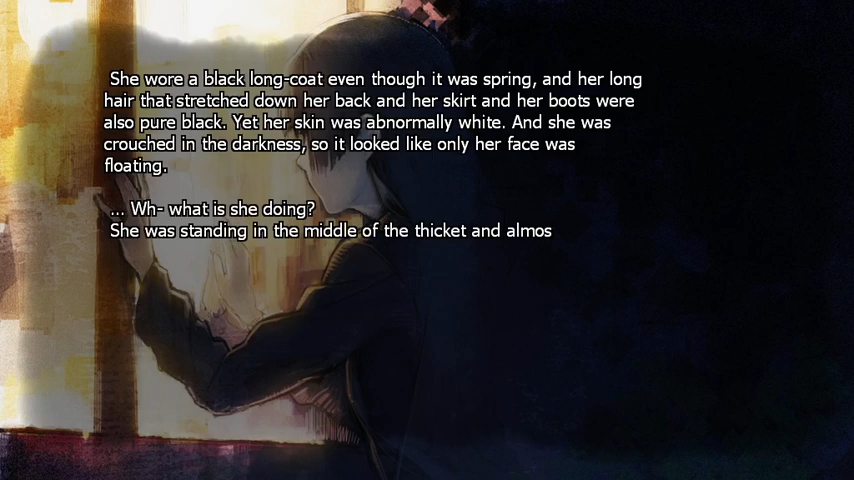 She wore a black long-coat even though it was spring, and her long
hair that stretched down her back and her skirt and her boots were
also pure black. Yet her skin was abnormally white. And she was
crouched in the darkness, so it looked like only her face was
floating.
... Wh- what is she doing?
She was standing in the middle of the thicket and almos